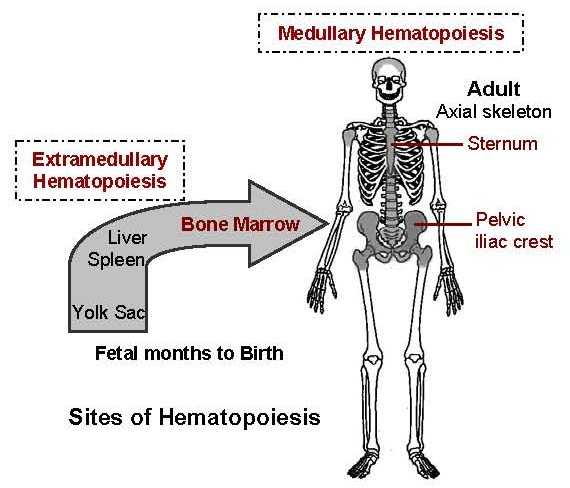 Medullary Hematopoiesis
Adult
Axial skeleton
Sternum
Extramedullary
Hematopoiesis
Bone Marrow
Pelvic
iliac crest
Liver
Spleen
Yolk Sac
Fetal months to Birth
Sites of Hematopoiesis